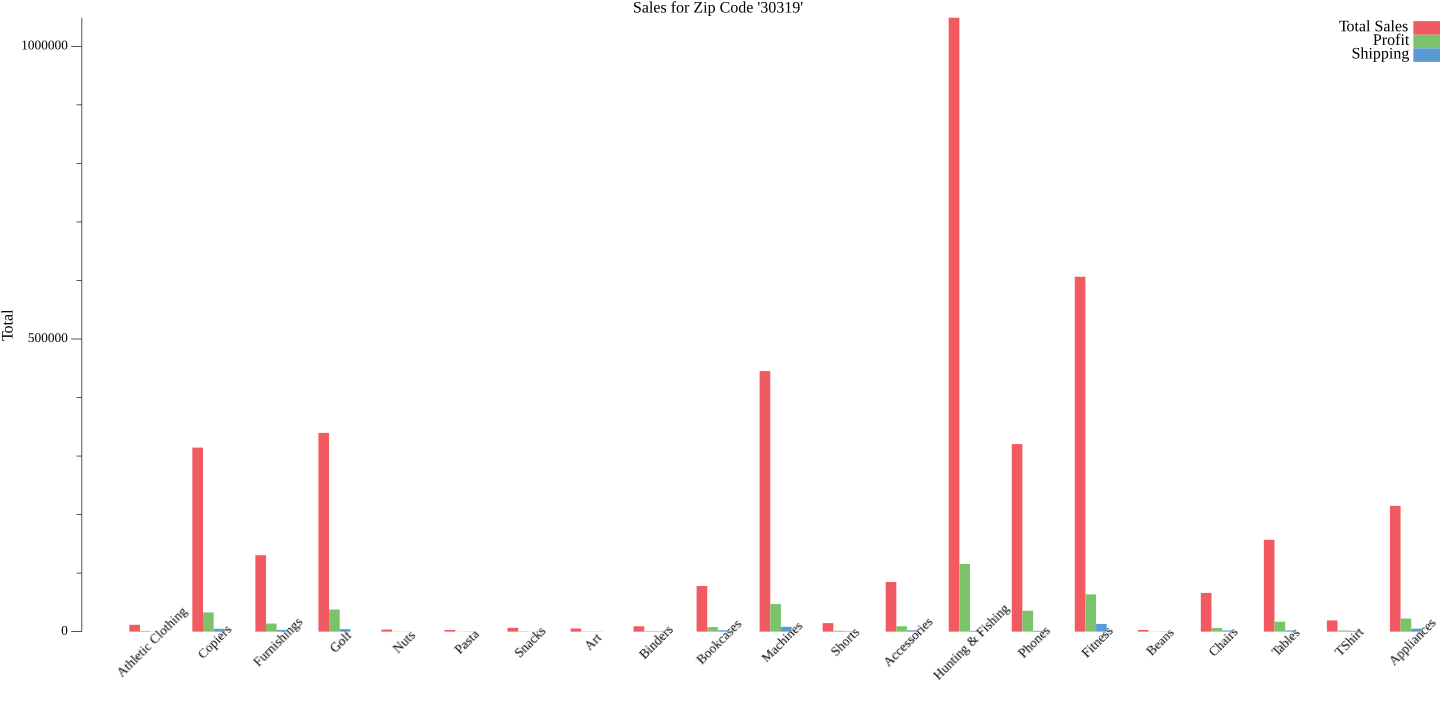 Sales for Zip Code '30319'
Total Sales
Profit
Shipping
Total
1000000
500000
0
Athletic Clothing
Copiers
Furnishings
Golf
Nuts
Pasta
Snacks
Art
Binders
Bookcases
Machines
Shorts
Accessories
Hunting & Fishing
Phones
Fitness
Beans
Chairs
Tables
TShirt
Appliances